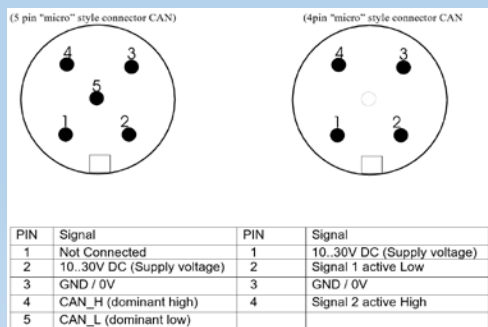 (5 pin "micro" style connector CAN)
(4pin "micro" style connector CAN
4 3
5
1 2
4 3
1 2
PIN Signal PIN Signal
1 Not Connected 1 10..30V DC (Supply voltage)
2 10..30V DC (Supply voltage) 2 Signal 1 active Low
3 GND / 0V 3 GND / 0V
4 CAN_H (dominant high) 4 Signal 2 active High
5 CAN_L (dominant low)